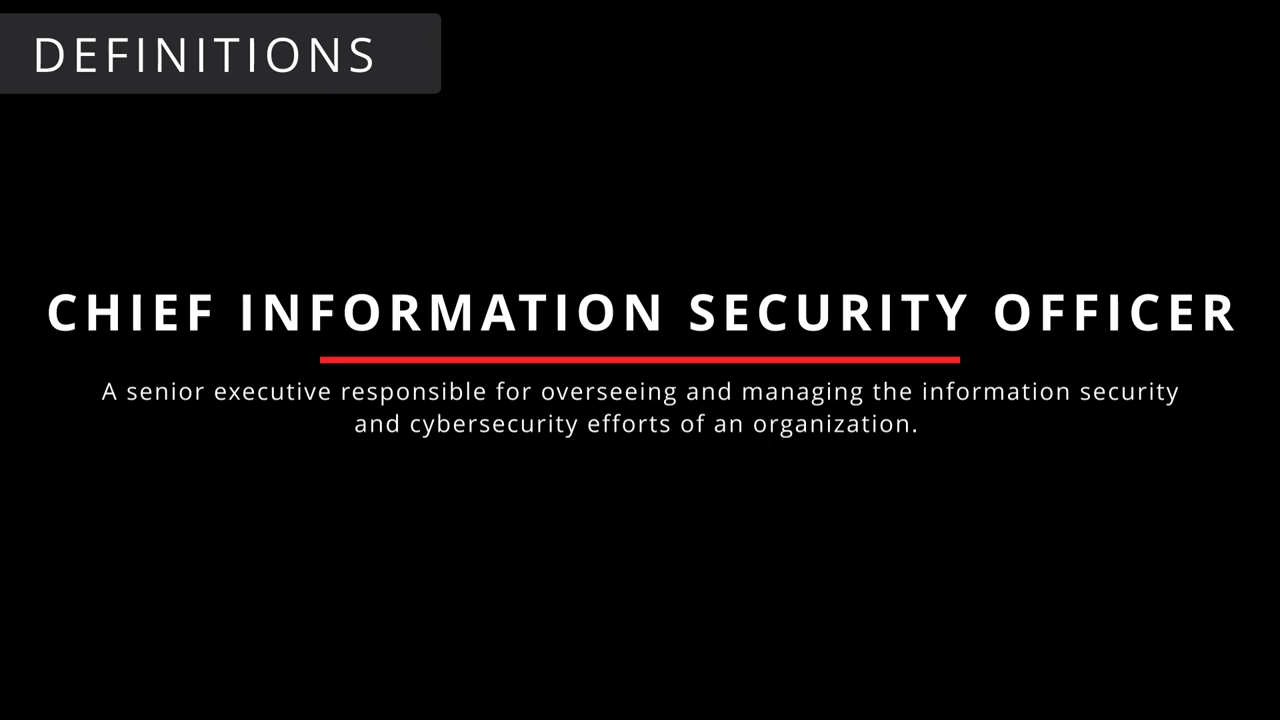 DEFINITIONS
CHIEF INFORMATION SECURITY OFFICER
A senior executive responsible for overseeing and managing the information security
and cybersecurity efforts of an organization.